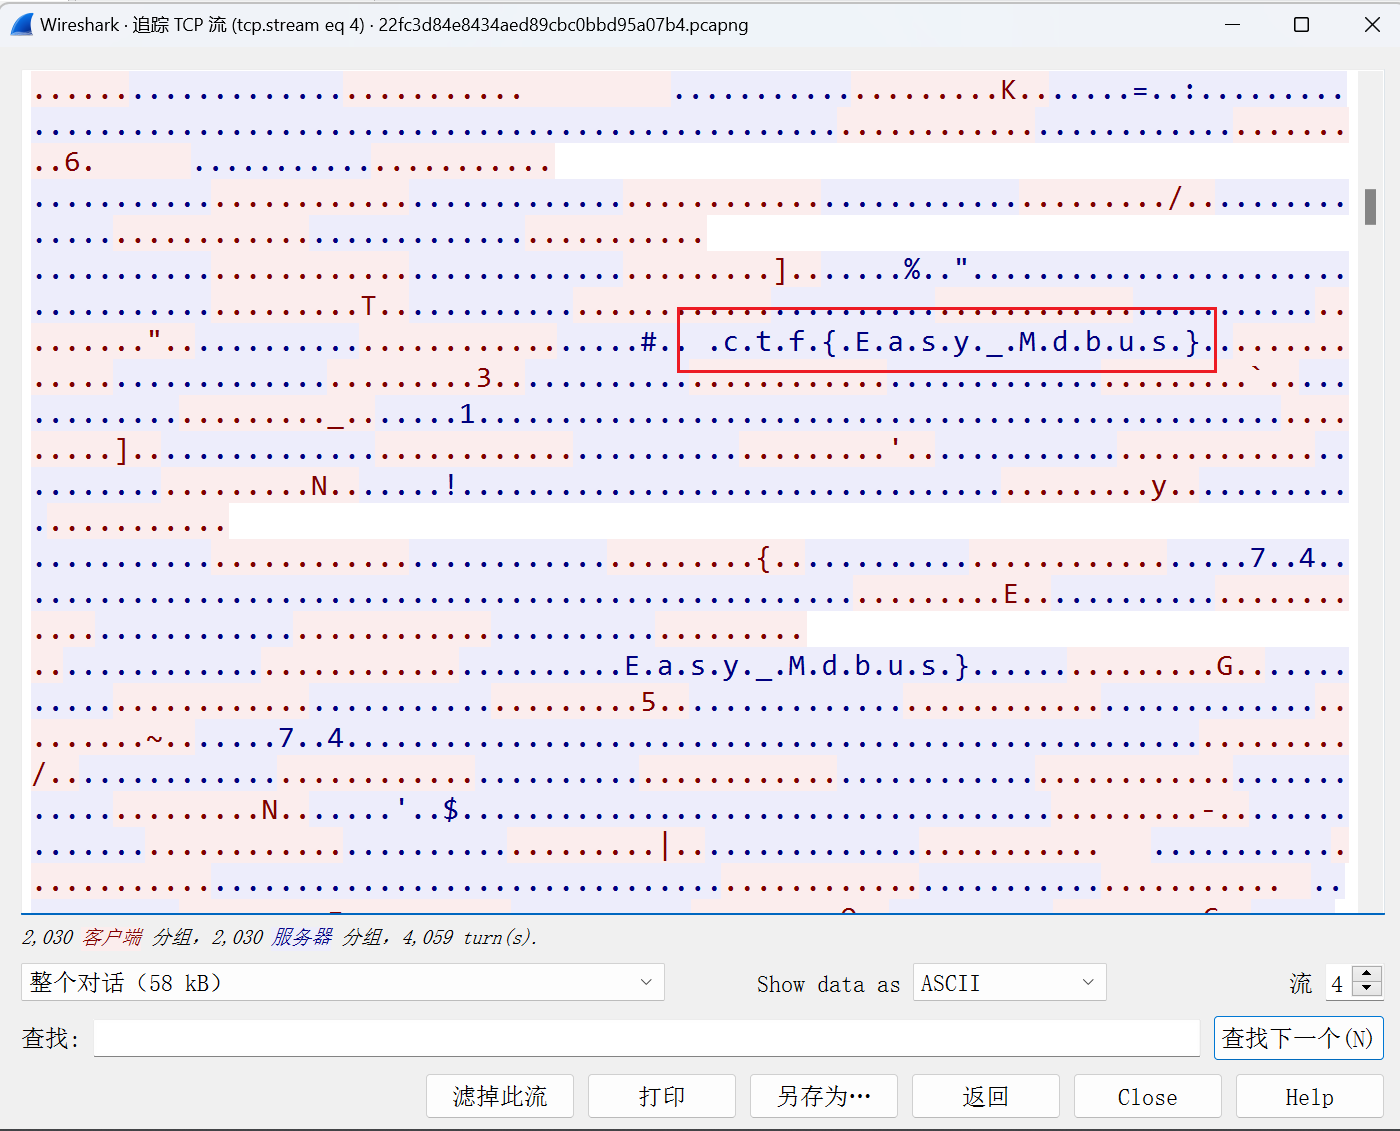 Wireshark · 追踪 TCP 流 (tcp.stream eq 4) · 22fc3d84e8434aed89cbc0bbd95a07b4.pcapng
..............................    .....................K.......=..:.........
................................................................................
..6.      ......................
.....................................................................​/..........
.........................................
.............................................].......%..".......................
....................T...........................................................
.......".............................#.. .c.t.f.{.E.a.s.y._.M.d.b.u.s.}.........
...........................3..............................................`.....
.................._.......1.....................................................
.....]..............................................'...........................
.................N.......!..........................................y...........
............
............................................{.............................7..4..
...........................................................E....................
...............................................
....................................E.a.s.y._.M.d.b.u.s.}...............G.......
.....................................5..........................................
.......~.......7..4.............................................................
/...............................................................................
..............N.......'..$.............................................-........
......................................|..........................    ............
............................................................................  ..
2,030 客户端 分组，2,030 服务器 分组，4,059 turn(s).
整个对话（58 kB）
Show data as
ASCII
流
4
查找:
查找下一个(N)
滤掉此流
打印
另存为…
返回
Close
Help